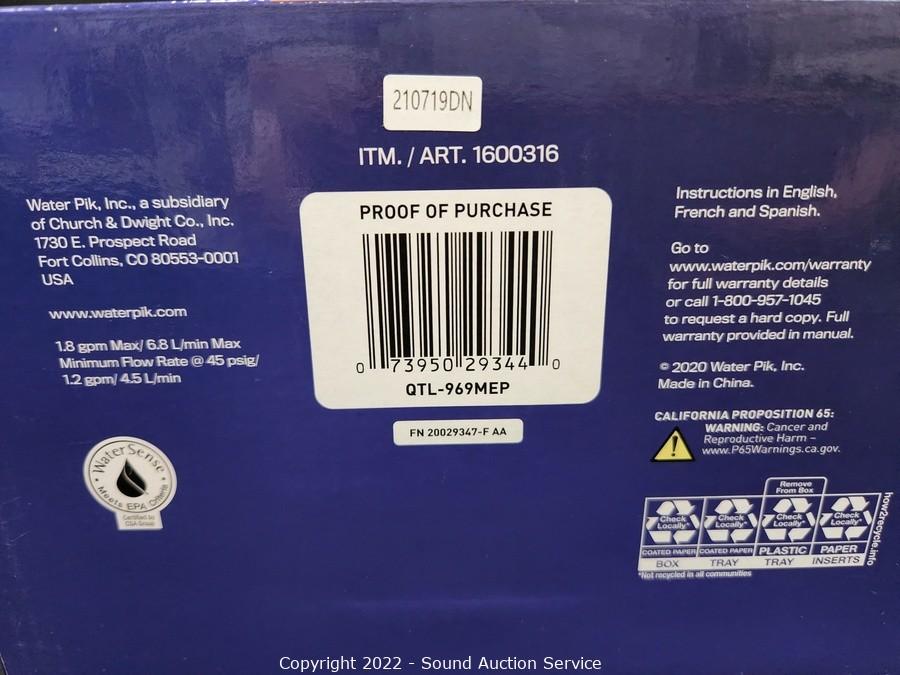 210719DN
ITM. / ART. 1600316
Water Pik, Inc., a subsidiary
of Church & Dwight Co., Inc.
1730 E. Prospect Road
Fort Collins, CO 80553-0001
USA
www.waterpik.com
1.8 gpm Max/ 6.8 L/min Max
Minimum Flow Rate @ 45 psig/
1.2 gpm/ 4.5 L/min
WaterSense
Meets EPA Criteria
Certified by
CSA Group
PROOF OF PURCHASE
0 73950 29344 0
QTL-969MEP
FN 20029347-F AA
Instructions in English,
French and Spanish.
Go to
www.waterpik.com/warranty
for full warranty details
or call 1-800-957-1045
to request a hard copy. Full
warranty provided in manual.
© 2020 Water Pik, Inc.
Made in China.
CALIFORNIA PROPOSITION 65:
WARNING: Cancer and
Reproductive Harm –
www.P65Warnings.ca.gov.
Remove
From Box
Check Locally* Check Locally* Check Locally* Check Locally*
COATED PAPER COATED PAPER PLASTIC PAPER
BOX TRAY TRAY INSERTS
*Not recycled in all communities
how2recycle.info
Copyright 2022 - Sound Auction Service